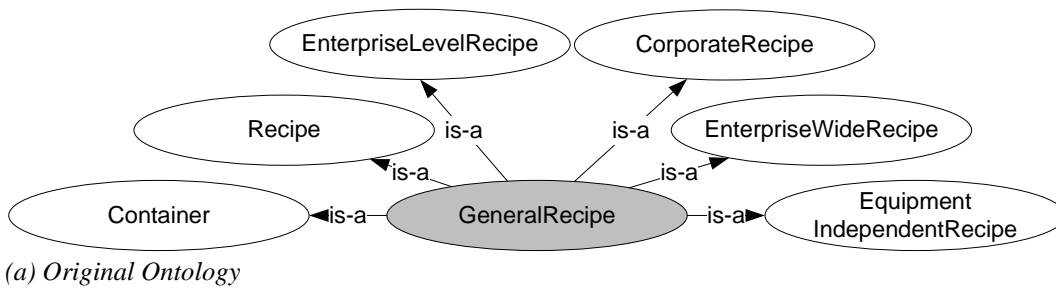 EnterpriseLevelRecipe
CorporateRecipe
Recipe
is-a
is-a
EnterpriseWideRecipe
is-a
is-a
Container
is-a
GeneralRecipe
is-a
Equipment
IndependentRecipe
(a) Original Ontology